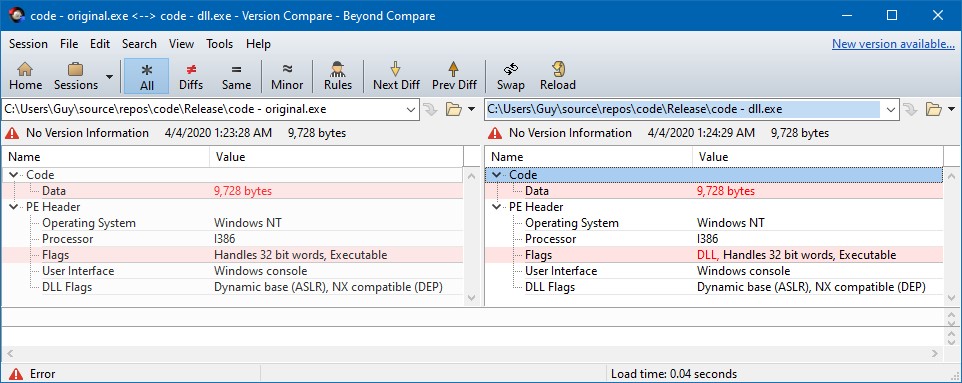 code - original.exe <--> code - dll.exe - Version Compare - Beyond Compare
Session File Edit Search View Tools Help New version available...
Home Sessions * All ≠ Diffs = Same ≈ Minor Rules Next Diff Prev Diff Swap Reload
C:\Users\Guy\source\repos\code\Release\code - original.exe C:\Users\Guy\source\repos\code\Release\code - dll.exe
No Version Information 4/4/2020 1:23:28 AM 9,728 bytes No Version Information 4/4/2020 1:24:29 AM 9,728 bytes
Name Value Name Value
Code Code
Data 9,728 bytes Data 9,728 bytes
PE Header PE Header
Operating System Windows NT Operating System Windows NT
Processor I386 Processor I386
Flags Handles 32 bit words, Executable Flags DLL, Handles 32 bit words, Executable
User Interface Windows console User Interface Windows console
DLL Flags Dynamic base (ASLR), NX compatible (DEP) DLL Flags Dynamic base (ASLR), NX compatible (DEP)
Error Load time: 0.04 seconds